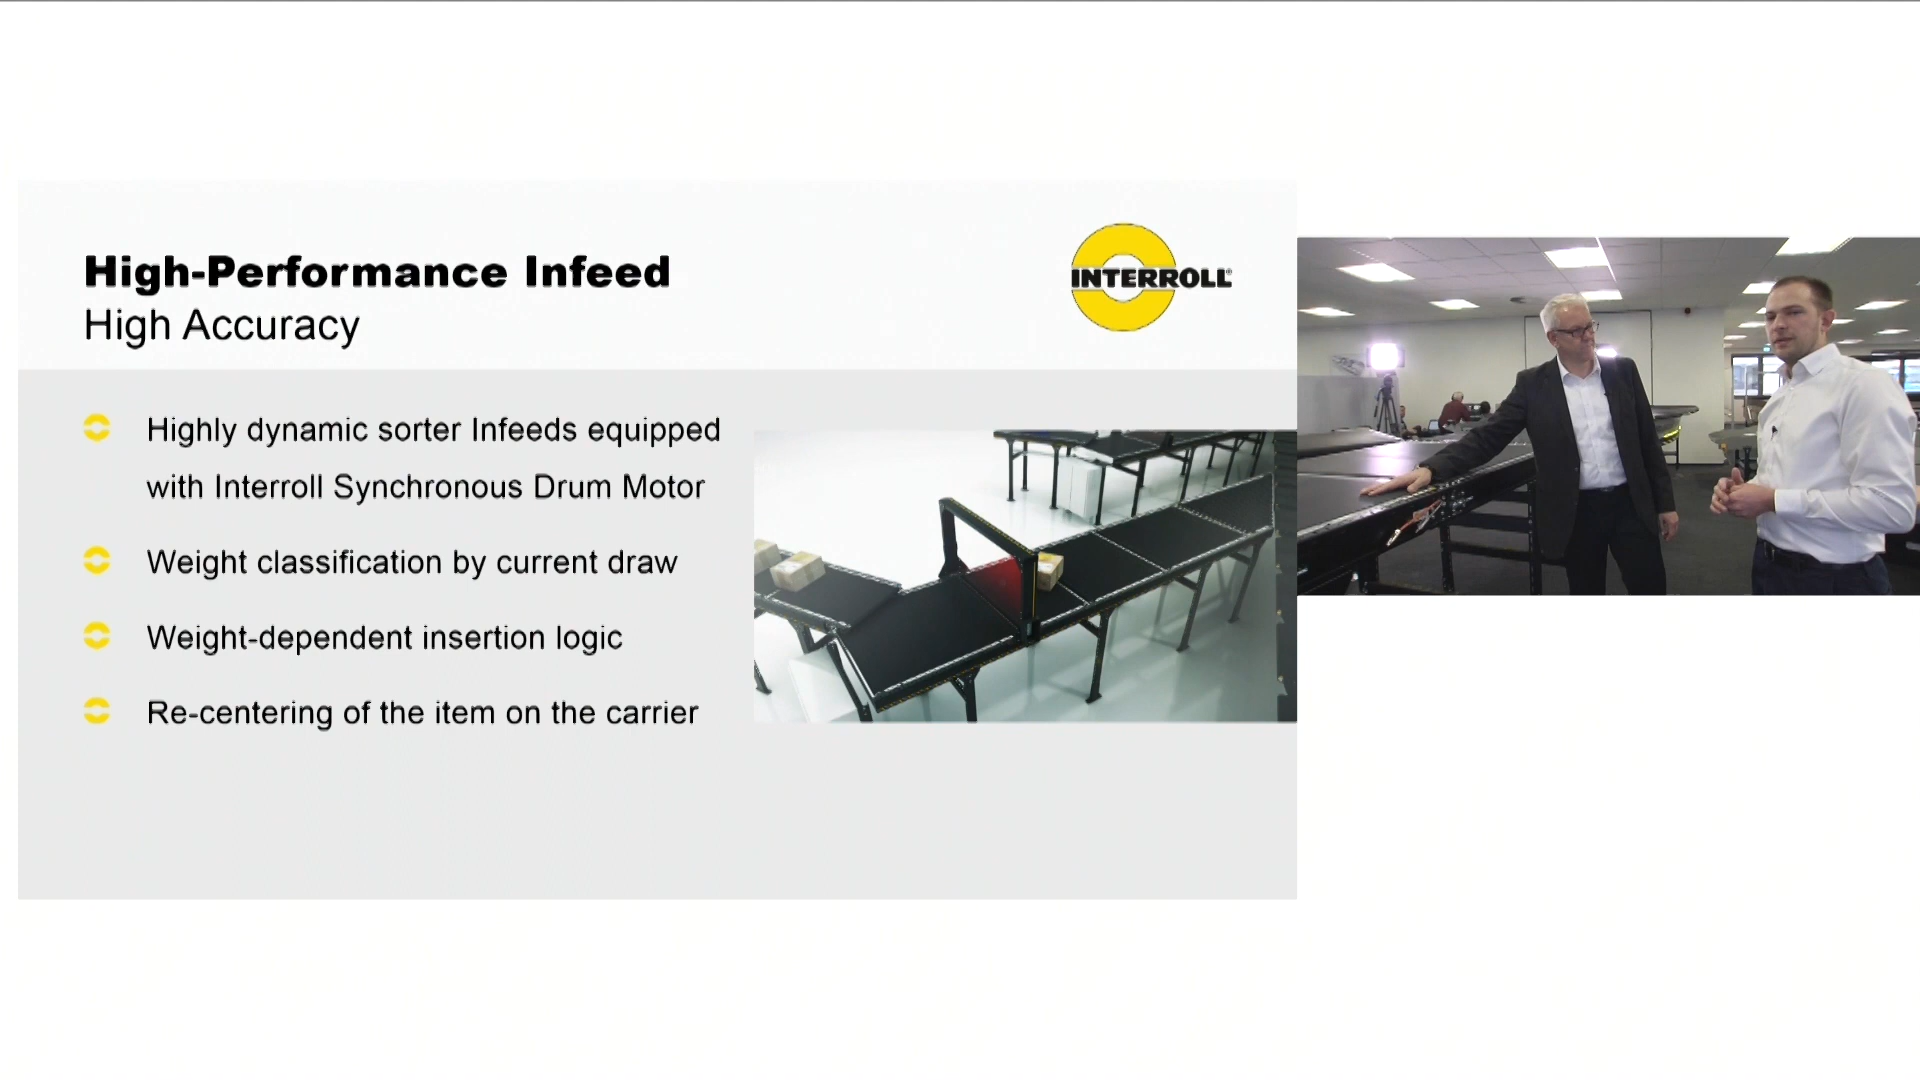 High-Performance Infeed
High Accuracy
INTERROLL®
Highly dynamic sorter Infeeds equipped
with Interroll Synchronous Drum Motor
Weight classification by current draw
Weight-dependent insertion logic
Re-centering of the item on the carrier